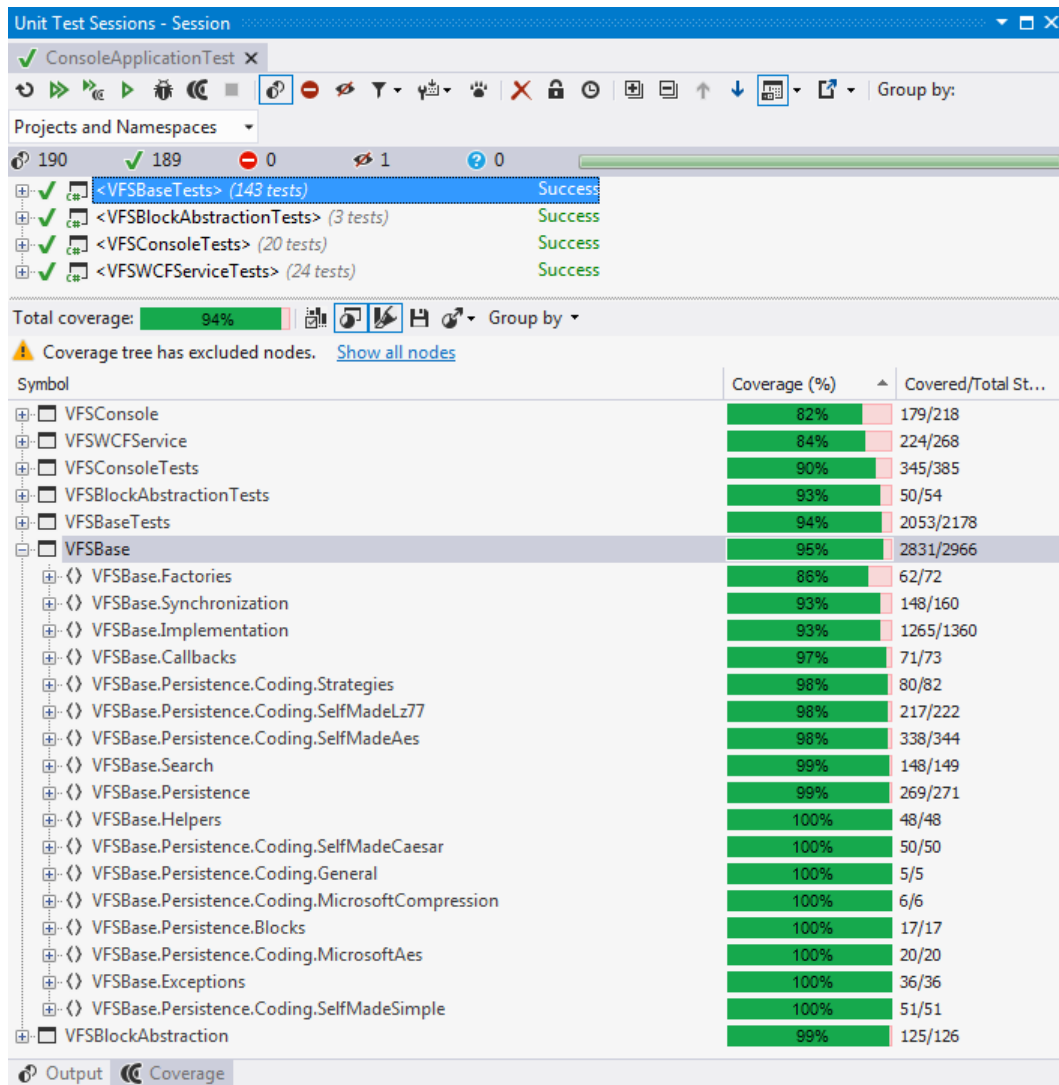 Unit Test Sessions - Session
ConsoleApplicationTest
Group by:
Projects and Namespaces
190 189 0 1 0
<VFSBaseTests> (143 tests) Success
<VFSBlockAbstractionTests> (3 tests) Success
<VFSConsoleTests> (20 tests) Success
<VFSWCFServiceTests> (24 tests) Success
Total coverage: 94% Group by
Coverage tree has excluded nodes. Show all nodes
Symbol Coverage (%) Covered/Total St...
VFSConsole 82% 179/218
VFSWCFService 84% 224/268
VFSConsoleTests 90% 345/385
VFSBlockAbstractionTests 93% 50/54
VFSBaseTests 94% 2053/2178
VFSBase 95% 2831/2966
VFSBase.Factories 86% 62/72
VFSBase.Synchronization 93% 148/160
VFSBase.Implementation 93% 1265/1360
VFSBase.Callbacks 97% 71/73
VFSBase.Persistence.Coding.Strategies 98% 80/82
VFSBase.Persistence.Coding.SelfMadeLz77 98% 217/222
VFSBase.Persistence.Coding.SelfMadeAes 98% 338/344
VFSBase.Search 99% 148/149
VFSBase.Persistence 99% 269/271
VFSBase.Helpers 100% 48/48
VFSBase.Persistence.Coding.SelfMadeCaesar 100% 50/50
VFSBase.Persistence.Coding.General 100% 5/5
VFSBase.Persistence.Coding.MicrosoftCompression 100% 6/6
VFSBase.Persistence.Blocks 100% 17/17
VFSBase.Persistence.Coding.MicrosoftAes 100% 20/20
VFSBase.Exceptions 100% 36/36
VFSBase.Persistence.Coding.SelfMadeSimple 100% 51/51
VFSBlockAbstraction 99% 125/126
Output Coverage